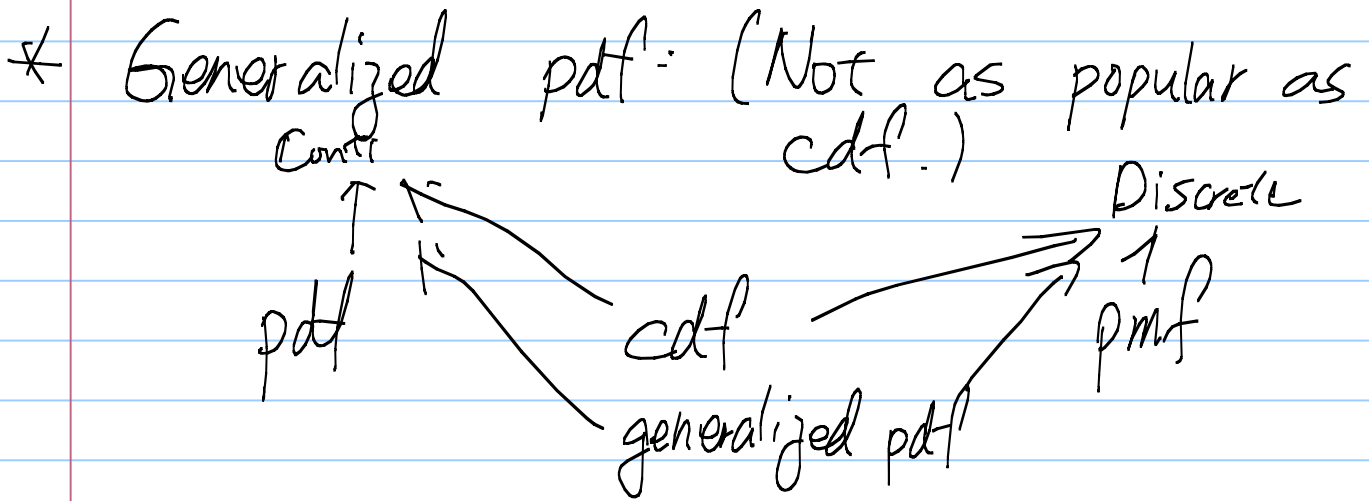 * Generalized pdf: (Not as popular as
cdf.)
Conti
Discrete
pdf
cdf
pmf
generalized pdf